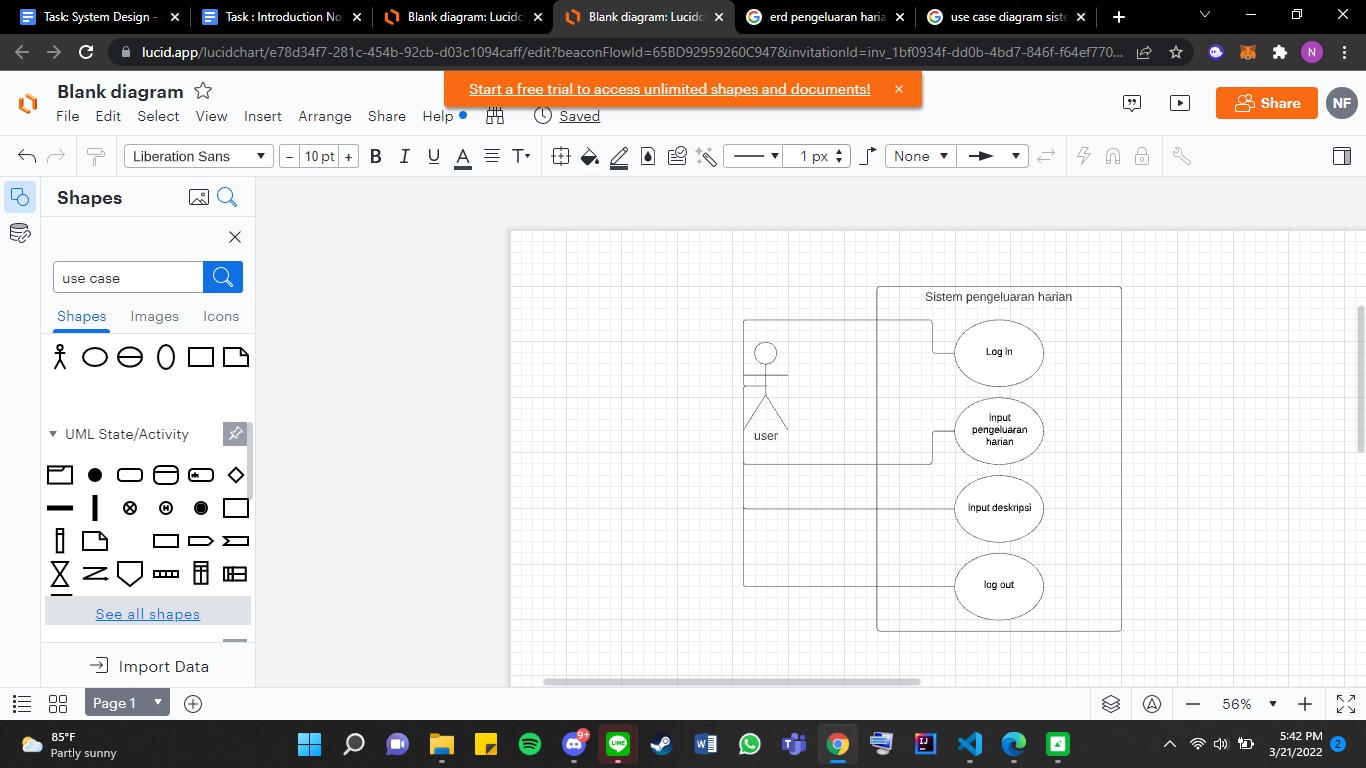 Task: System Design -
Task : Introduction No
Blank diagram: Lucidc
Blank diagram: Lucidc
erd pengeluaran haria
use case diagram siste
lucid.app/lucidchart/e78d34f7-281c-454b-92cb-d03c1094caff/edit?beaconFlowId=65BD92959260C947&invitationId=inv_1bf0934f-dd0b-4bd7-846f-f64ef770...
N
Blank diagram
Start a free trial to access unlimited shapes and documents!
Share
NF
File Edit Select View Insert Arrange Share Help
Saved
Liberation Sans
10 pt
B I U A T
1 px
None
Shapes
use case
Shapes Images Icons
UML State/Activity
See all shapes
Import Data
Sistem pengeluaran harian
Log in
user
input
pengeluaran
harian
input deskripsi
log out
Page 1
56%
85°F
Partly sunny
9+
LINE
5:42 PM
3/21/2022
2